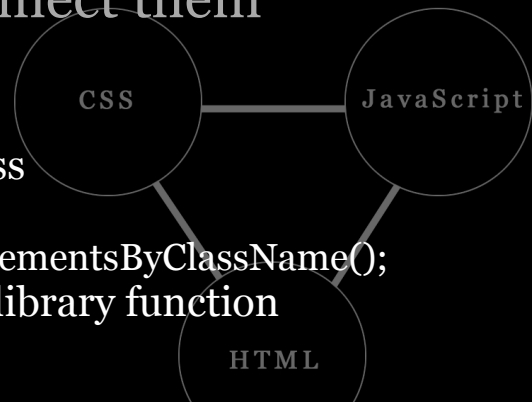 nnect them
CSS
JavaScript
ss
ementsByClassName();
library function
HTML